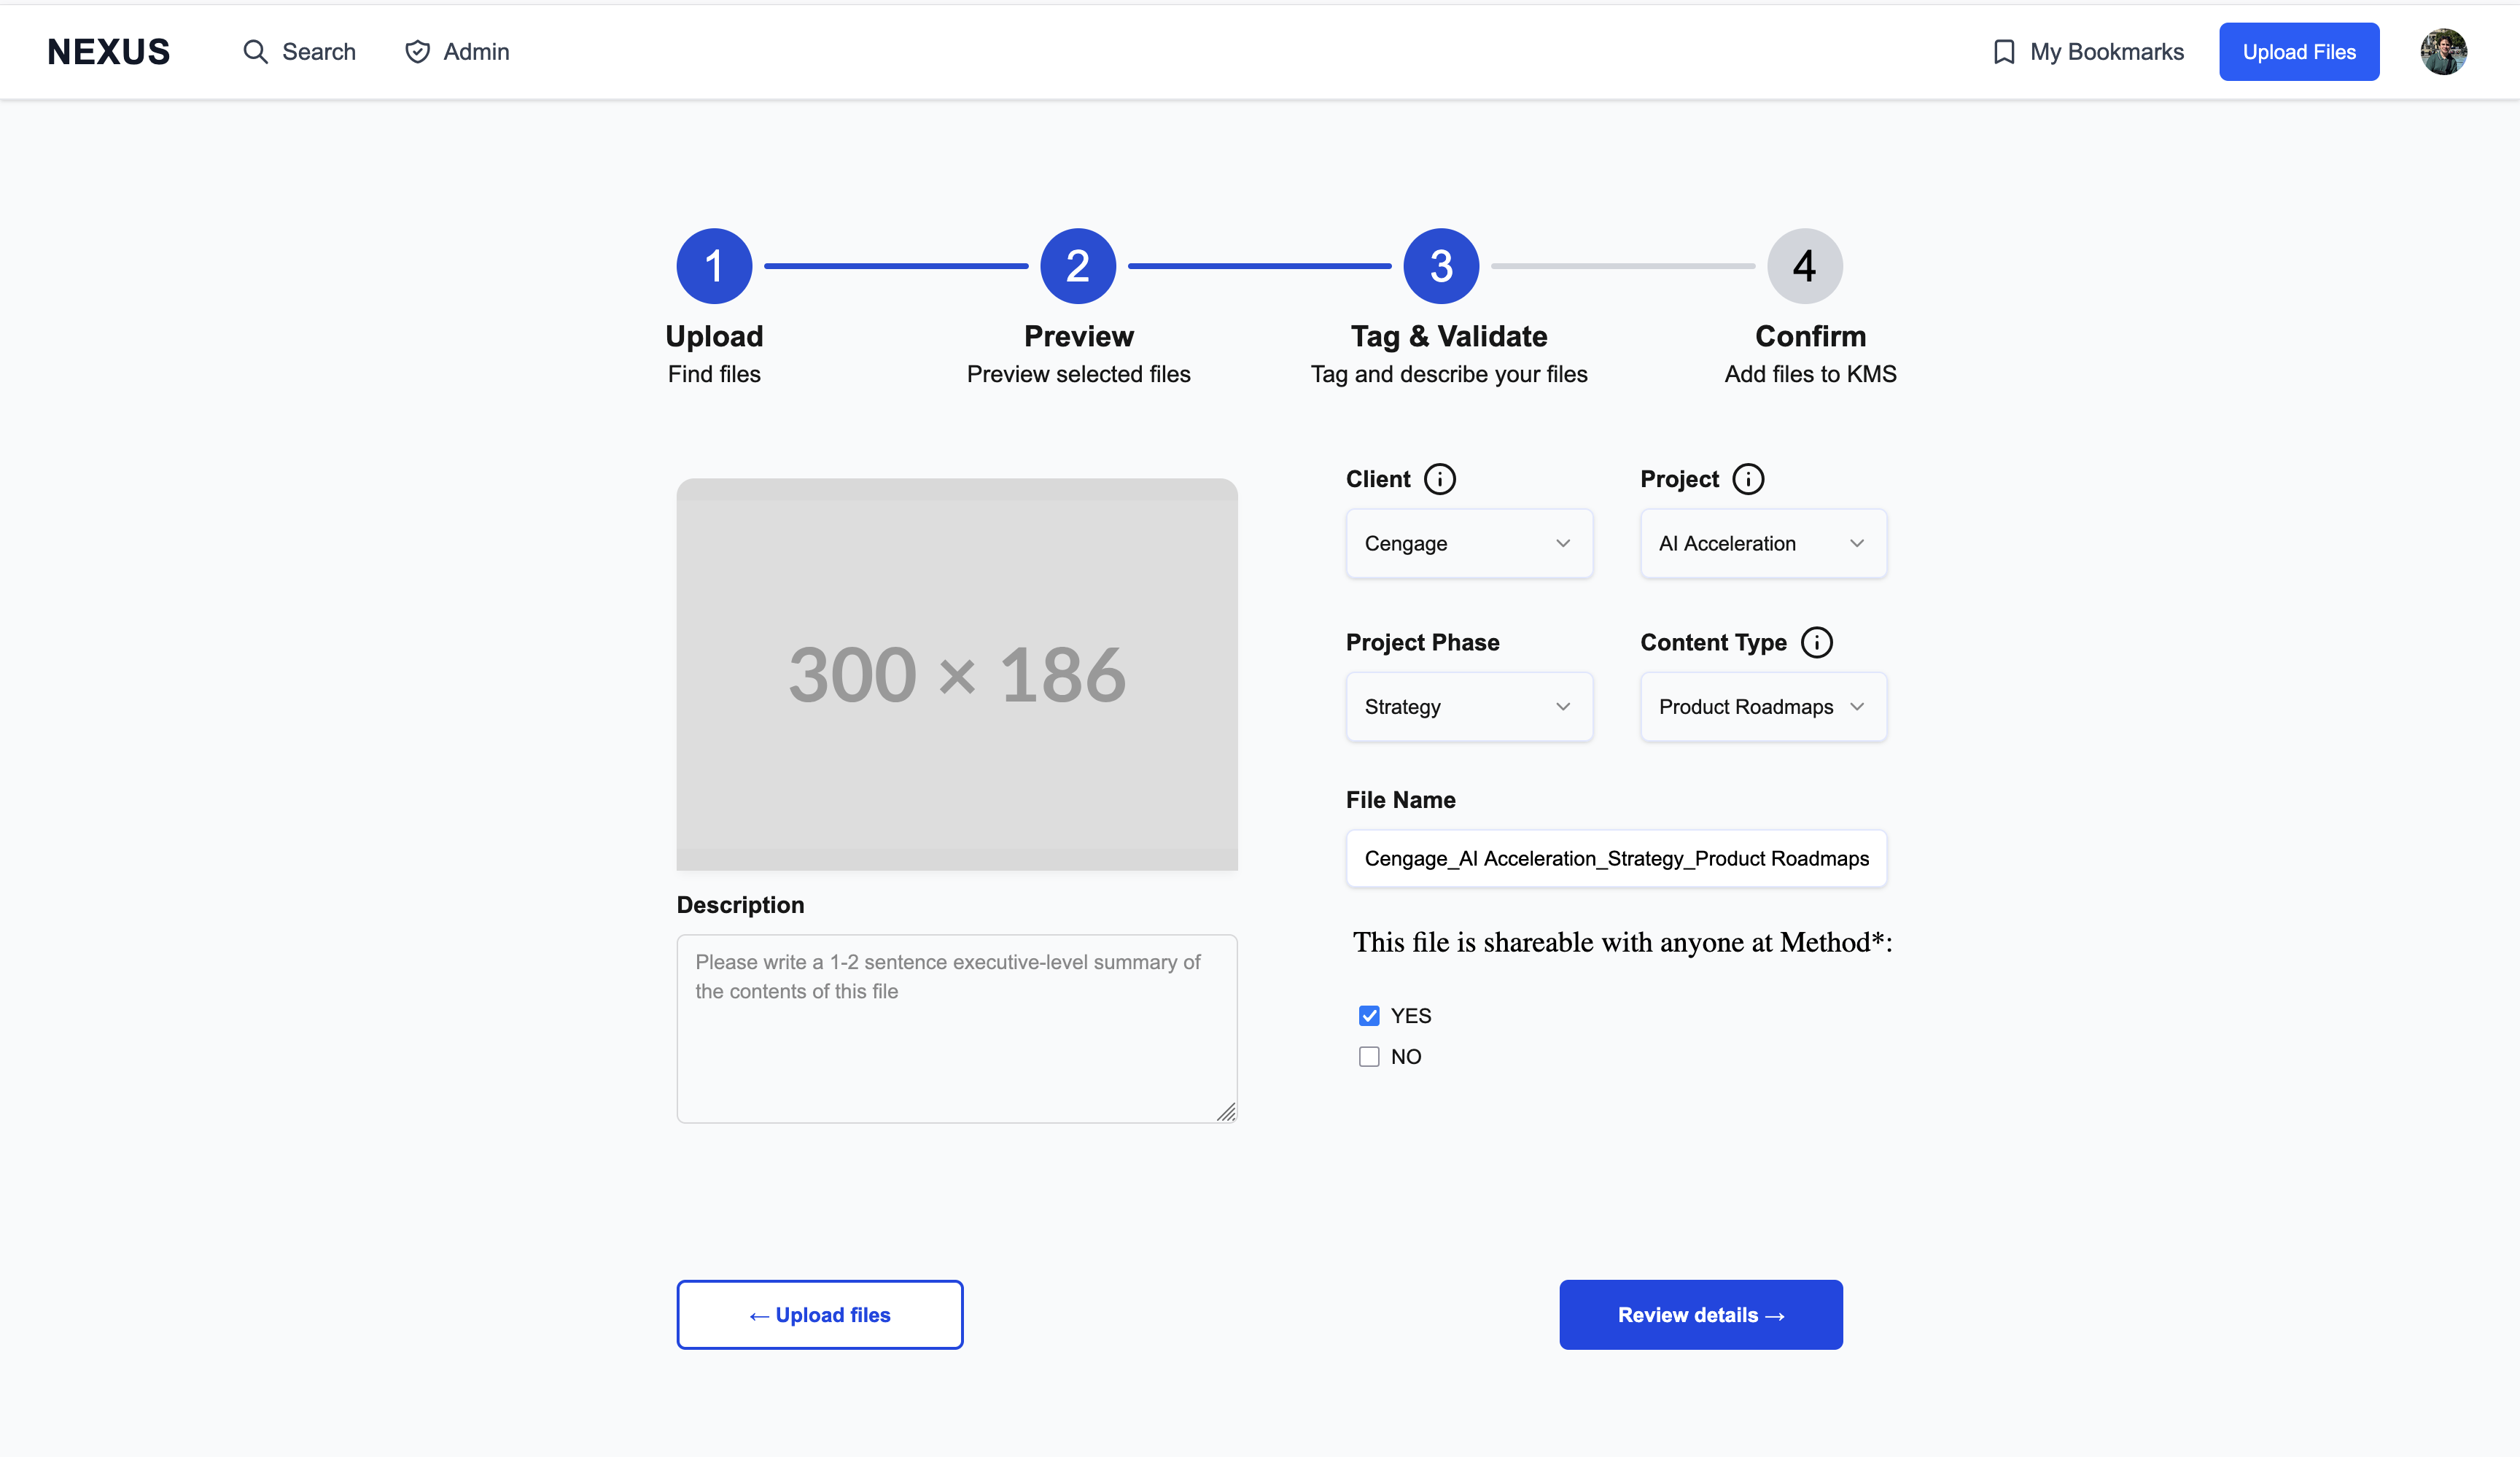 NEXUS Search Admin My Bookmarks Upload Files
1 2 3 4
Upload Preview Tag & Validate Confirm
Find files Preview selected files Tag and describe your files Add files to KMS
300 × 186
Description
Please write a 1-2 sentence executive-level summary of
the contents of this file
Client Project
Cengage AI Acceleration
Project Phase Content Type
Strategy Product Roadmaps
File Name
Cengage_AI Acceleration_Strategy_Product Roadmaps
This file is shareable with anyone at Method*:
YES
NO
← Upload files Review details →